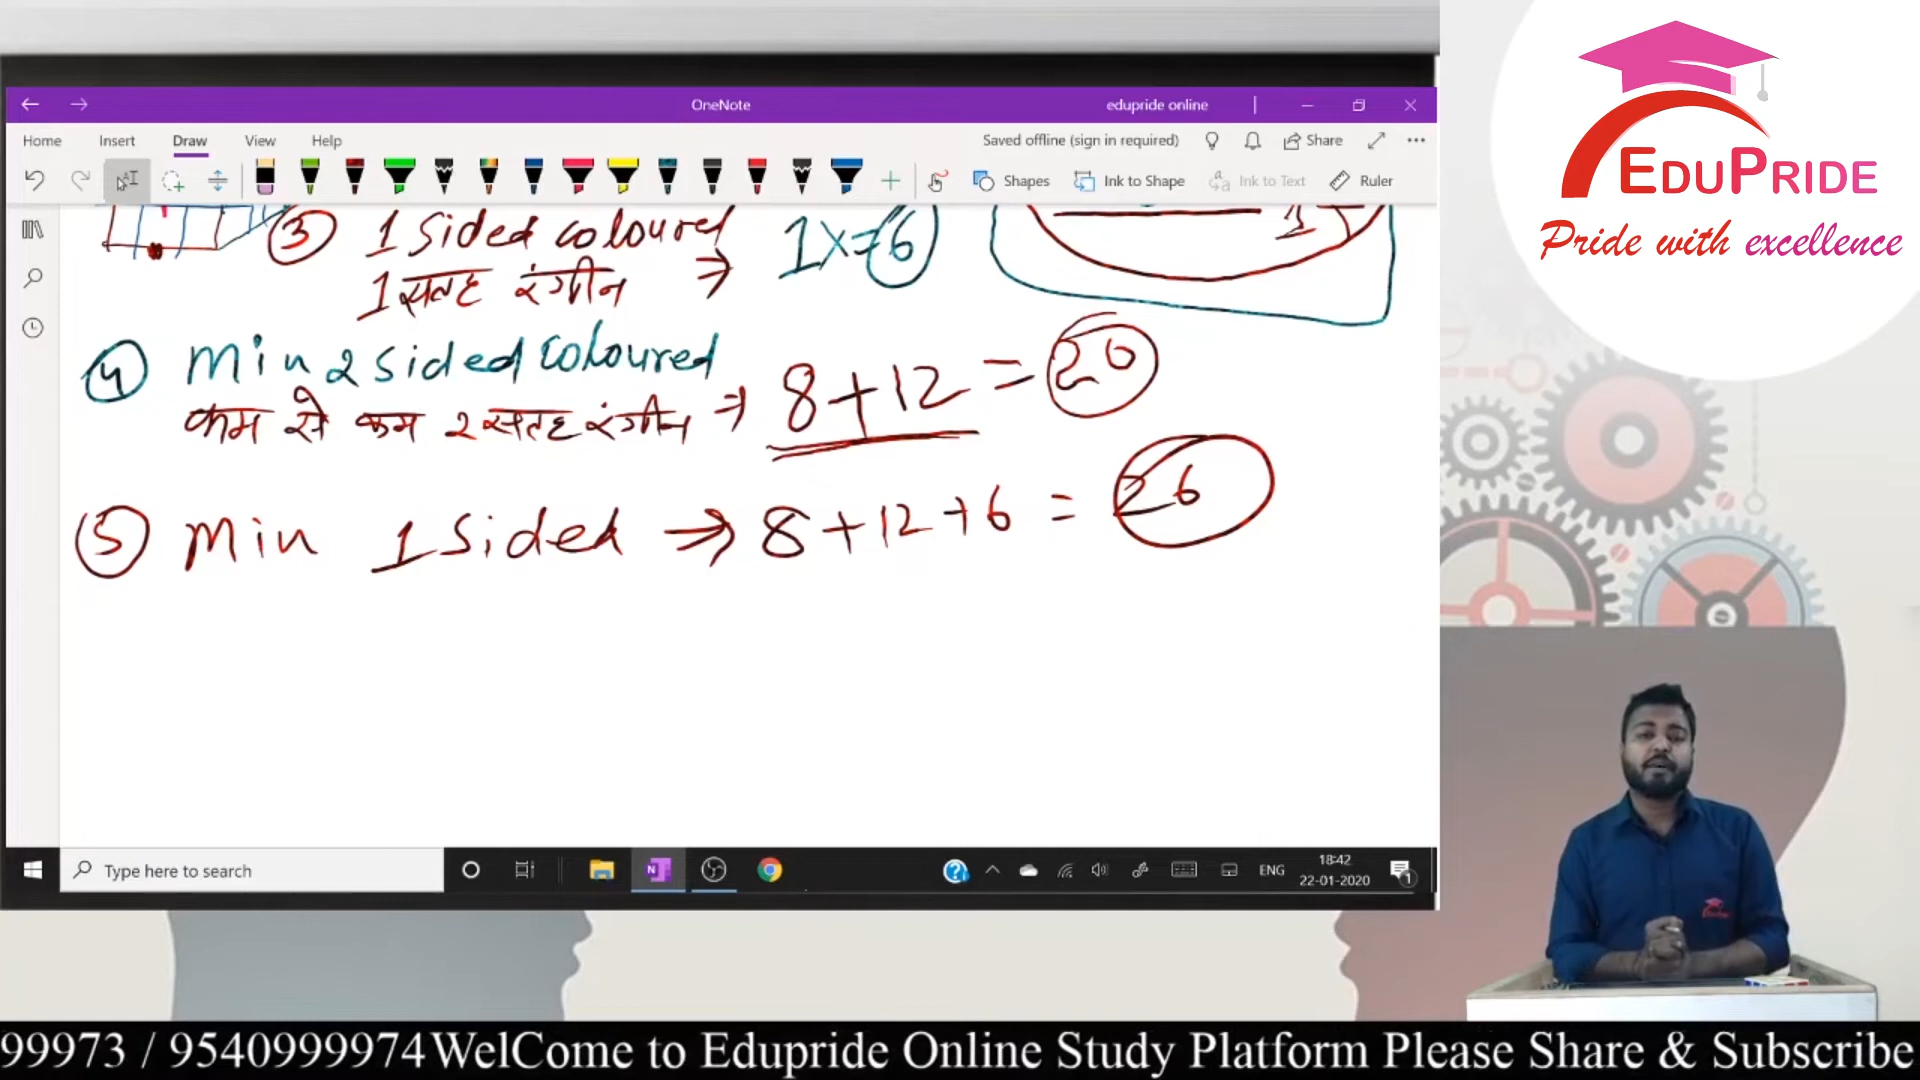 OneNote
edupride online
Home Insert Draw View Help
Saved offline (sign in required)
Share
Shapes
Ink to Shape
Ink to Text
Ruler
③ 1 Sided coloured
1 सतह रंगीन → 1x=6
④ Min 2 Sided coloured
कम से कम 2 सतह रंगीन → 8+12 = 20
⑤ Min 1 Sided → 8+12+6 = 26
Type here to search
ENG
18:42
22-01-2020
1
EDUPRIDE
Pride with excellence
99973 / 9540999974 WelCome to Edupride Online Study Platform Please Share & Subscribe